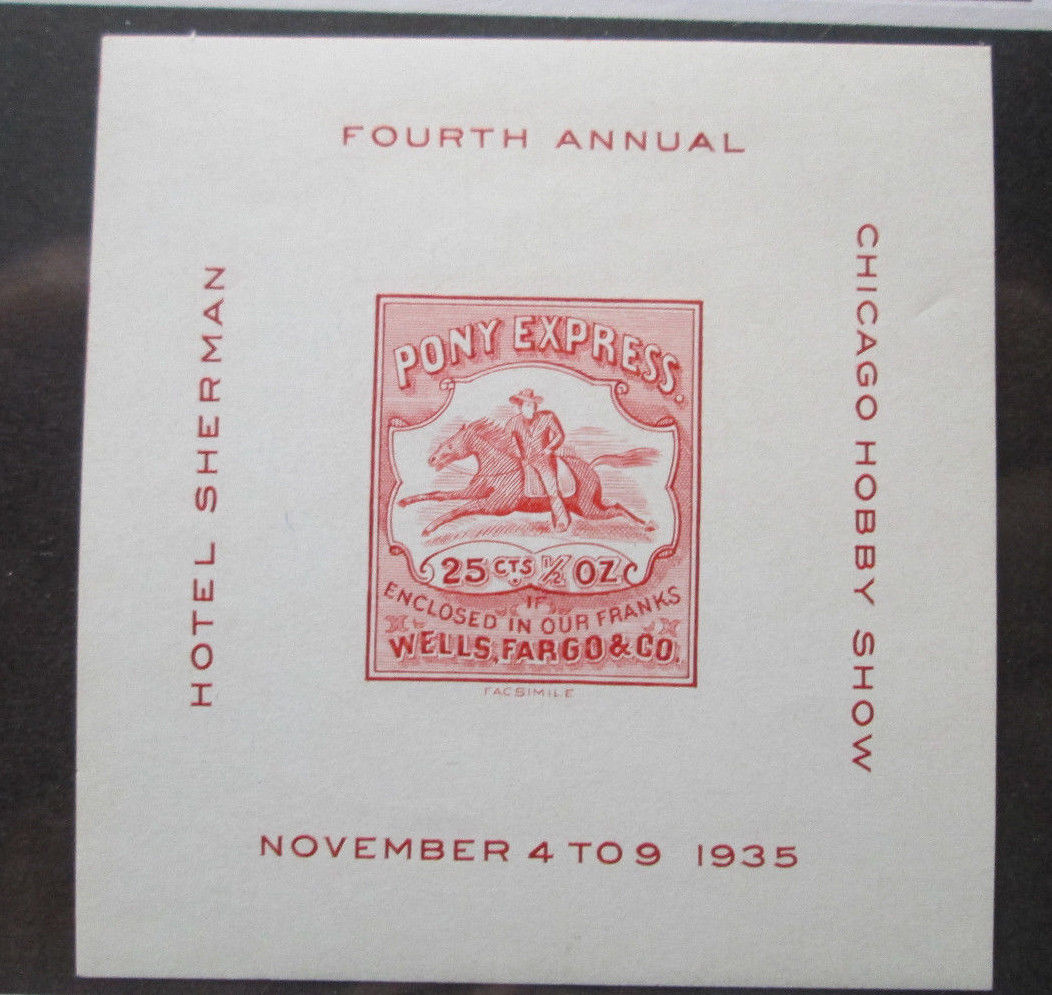 FOURTH ANNUAL
CHICAGO HOBBY SHOW
HOTEL SHERMAN
PONY EXPRESS.
25 CTS 1/2 OZ
IF
ENCLOSED IN OUR FRANKS
WELLS, FARGO & CO.
FACSIMILE
NOVEMBER 4 TO 9 1935